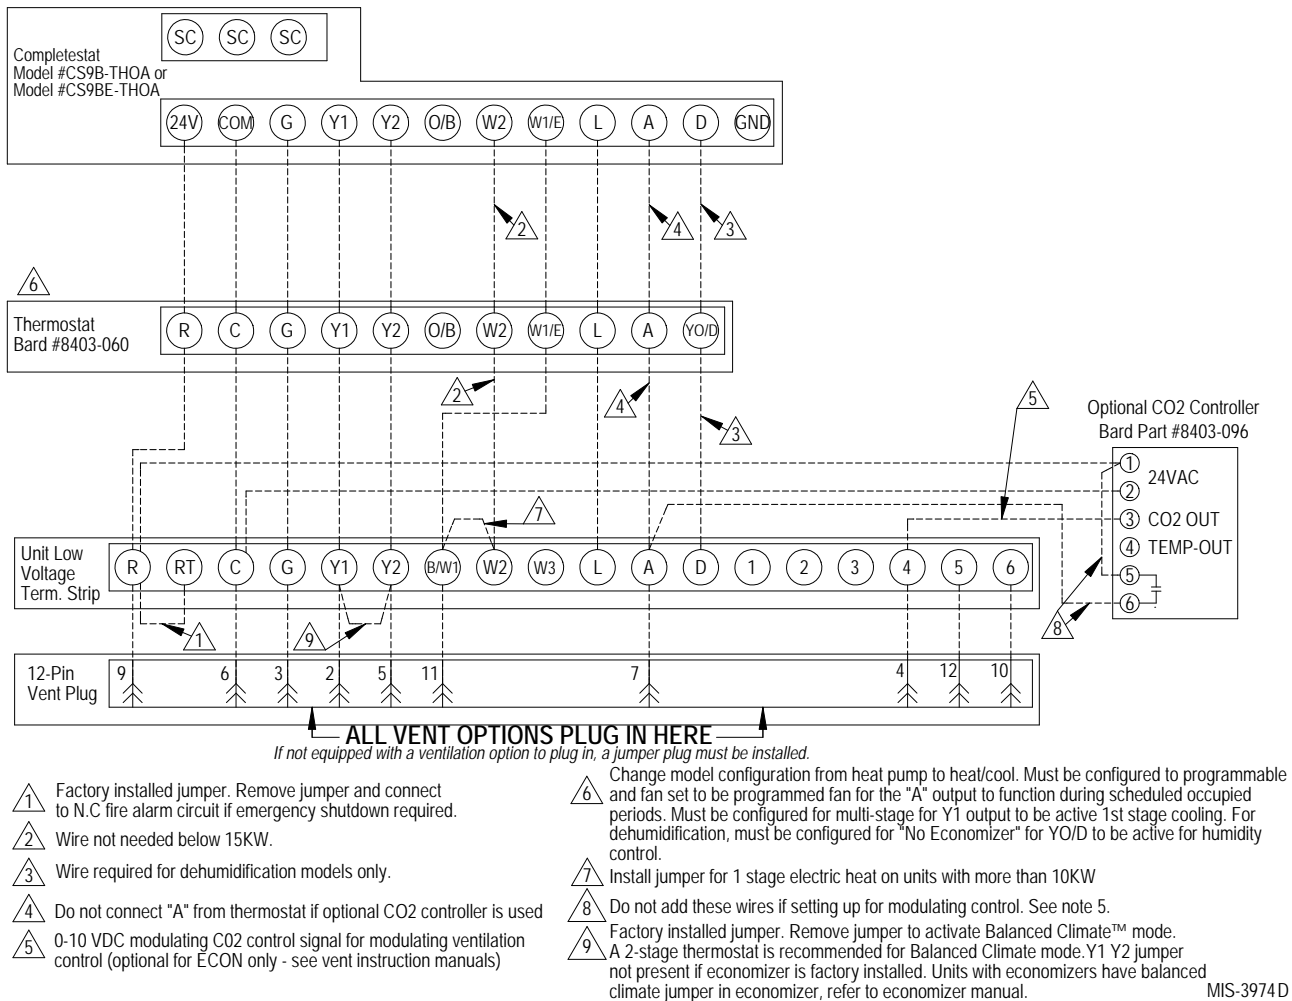 SC SC SC
Completestat
Model #CS9B-THOA or
Model #CS9BE-THOA
24V COM G Y1 Y2 O/B W2 W1/E L A D GND
2 4 3
6
Thermostat
Bard #8403-060
R C G Y1 Y2 O/B W2 W1/E L A YO/D
2 4 3
5
Optional CO2 Controller
Bard Part #8403-096
1
24VAC
2
3 CO2 OUT
4 TEMP-OUT
5
6
7
8
Unit Low
Voltage
Term. Strip
R RT C G Y1 Y2 B/W1 W2 W3 L A D 1 2 3 4 5 6
1 9
12-Pin
Vent Plug
9 6 3 2 5 11 7 4 12 10
ALL VENT OPTIONS PLUG IN HERE
If not equipped with a ventilation option to plug in, a jumper plug must be installed.
1 Factory installed jumper. Remove jumper and connect
to N.C fire alarm circuit if emergency shutdown required.
2 Wire not needed below 15KW.
3 Wire required for dehumidification models only.
4 Do not connect "A" from thermostat if optional CO2 controller is used
5 0-10 VDC modulating C02 control signal for modulating ventilation
control (optional for ECON only - see vent instruction manuals)
Change model configuration from heat pump to heat/cool. Must be configured to programmable
6 and fan set to be programmed fan for the "A" output to function during scheduled occupied
periods. Must be configured for multi-stage for Y1 output to be active 1st stage cooling. For
dehumidification, must be configured for "No Economizer" for YO/D to be active for humidity
control.
7 Install jumper for 1 stage electric heat on units with more than 10KW
8 Do not add these wires if setting up for modulating control. See note 5.
Factory installed jumper. Remove jumper to activate Balanced Climate™ mode.
9 A 2-stage thermostat is recommended for Balanced Climate mode.Y1 Y2 jumper
not present if economizer is factory installed. Units with economizers have balanced
climate jumper in economizer, refer to economizer manual.
MIS-3974 D